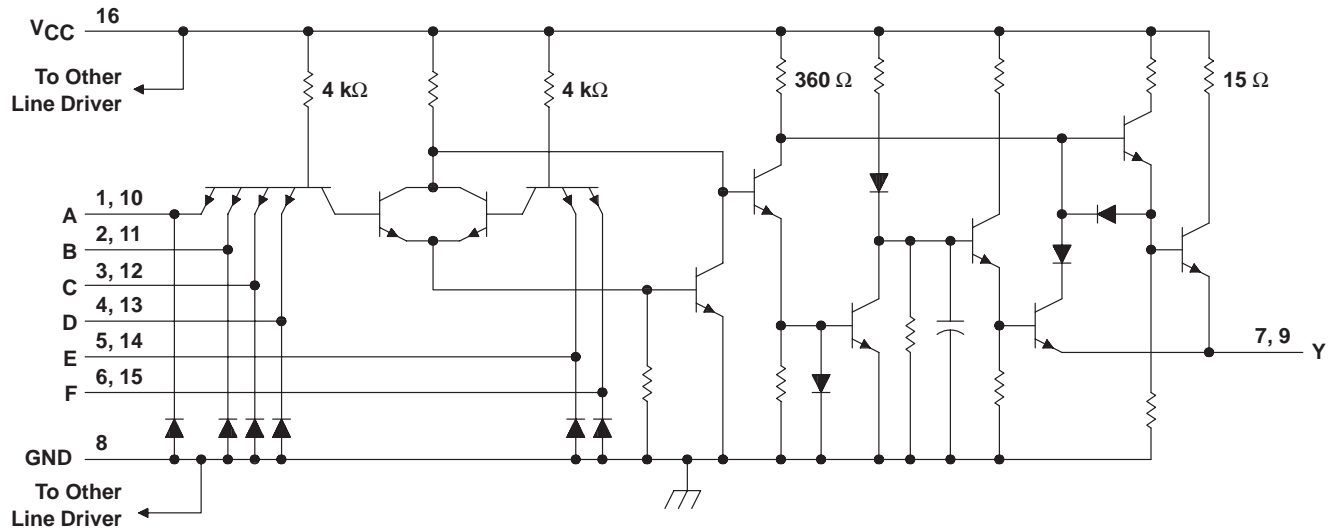 VCC 16
To Other
Line Driver
4 kΩ
4 kΩ
360 Ω
15 Ω
A 1, 10
B 2, 11
C 3, 12
D 4, 13
E 5, 14
F 6, 15
7, 9 Y
GND 8
To Other
Line Driver